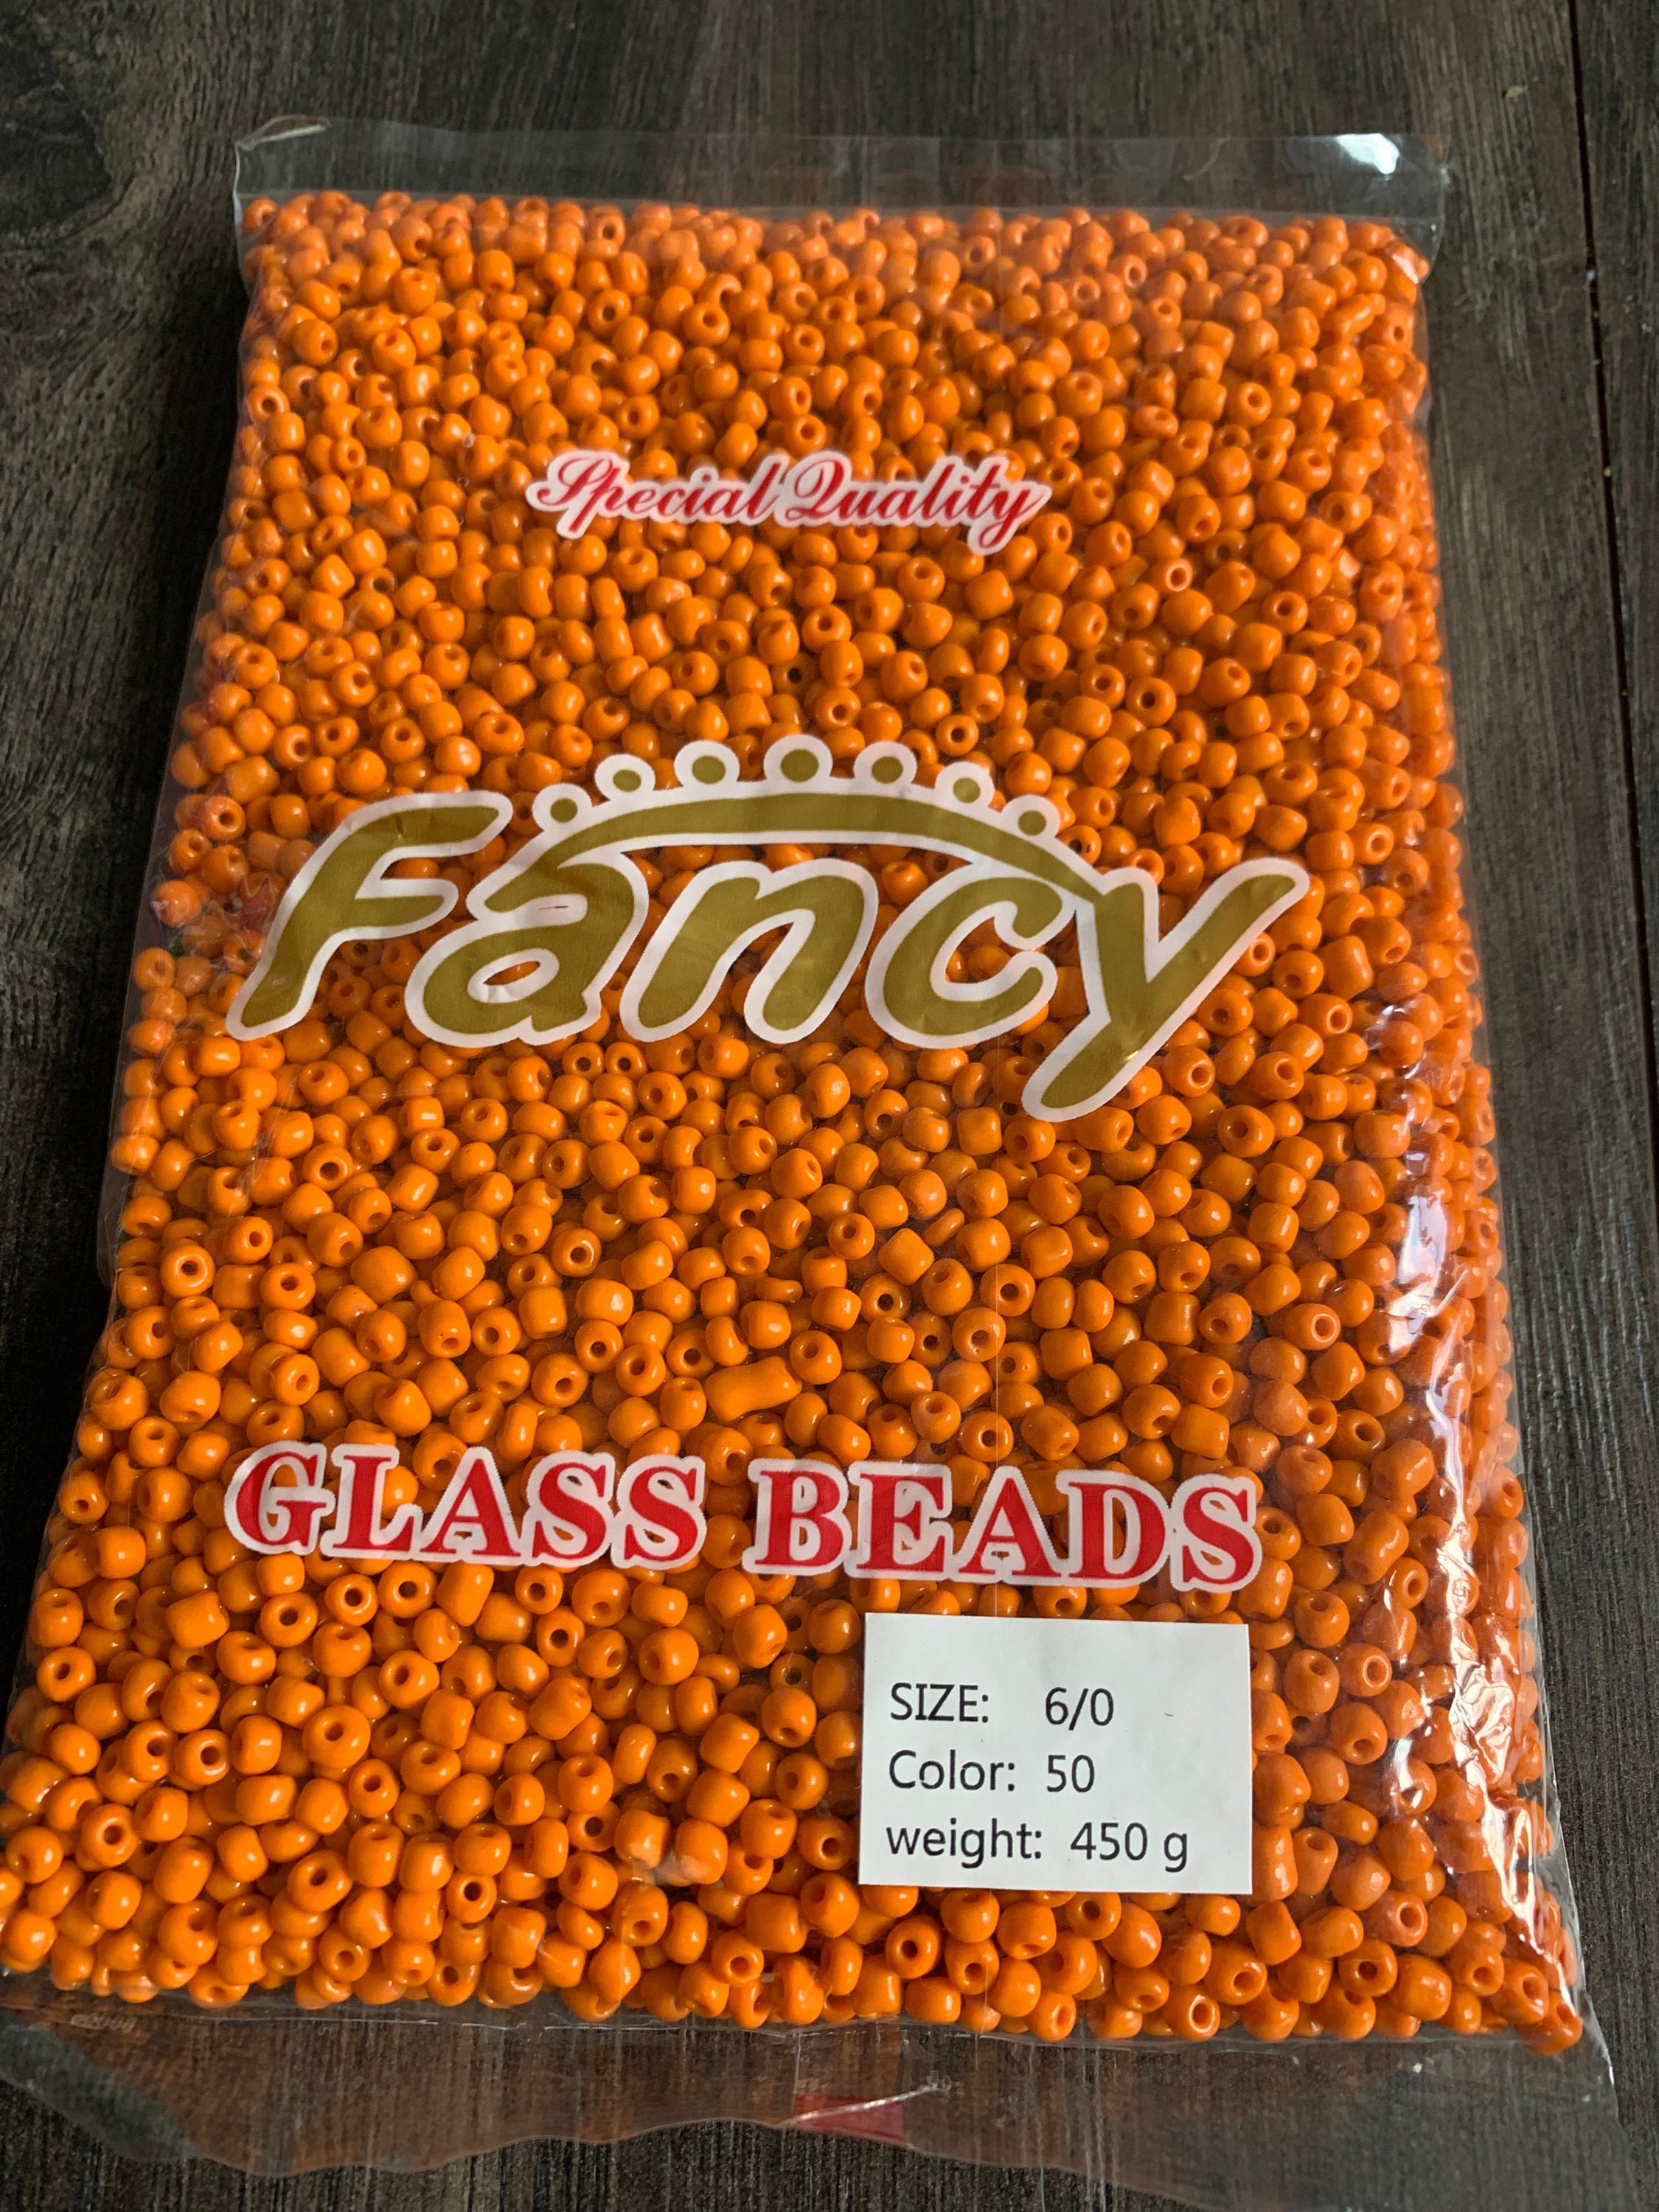 Special Quality
Fancy
GLASS BEADS
SIZE: 6/0
Color: 50
weight: 450 g